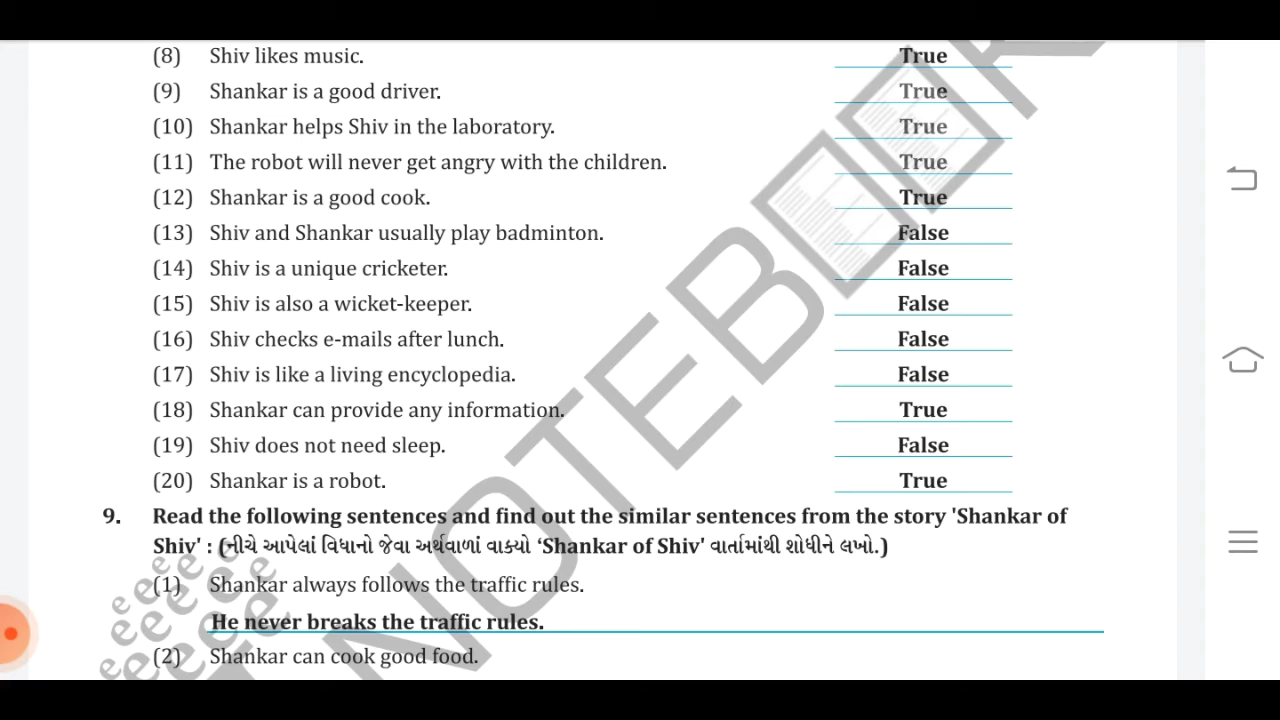 (8) Shiv likes music. True
(9) Shankar is a good driver. True
(10) Shankar helps Shiv in the laboratory. True
(11) The robot will never get angry with the children. True
(12) Shankar is a good cook. True
(13) Shiv and Shankar usually play badminton. False
(14) Shiv is a unique cricketer. False
(15) Shiv is also a wicket-keeper. False
(16) Shiv checks e-mails after lunch. False
(17) Shiv is like a living encyclopedia. False
(18) Shankar can provide any information. True
(19) Shiv does not need sleep. False
(20) Shankar is a robot. True
9. Read the following sentences and find out the similar sentences from the story 'Shankar of
Shiv' : (નીચે આપેલાં વિધાનો જેવા અર્થવાળાં વાક્યો ‘Shankar of Shiv' વાર્તામાંથી શોધીને લખો.)
(1) Shankar always follows the traffic rules.
He never breaks the traffic rules.
(2) Shankar can cook good food.